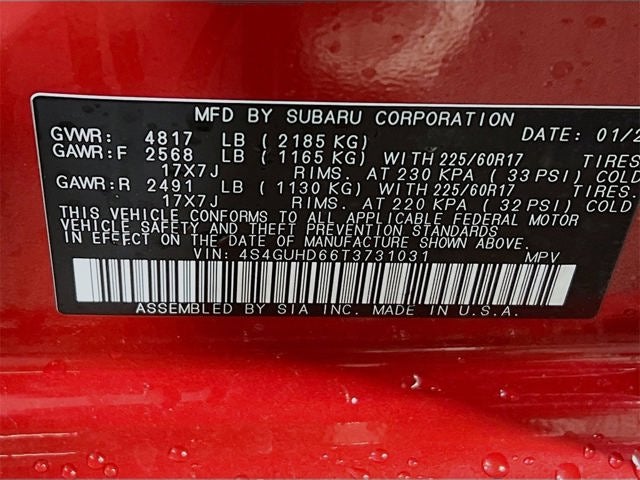 MFD BY SUBARU CORPORATION
GVWR: 4817 LB ( 2185 KG) DATE: 01/2
GAWR:F 2568 LB ( 1165 KG) WITH 225/60R17 TIRES
17X7J RIMS. AT 230 KPA ( 33 PSI) COLD
GAWR:R 2491 LB ( 1130 KG) WITH 225/60R17 TIRES.
17X7J RIMS. AT 220 KPA ( 32 PSI) COLD
THIS VEHICLE CONFORMS TO ALL APPLICABLE FEDERAL MOTOR
VEHICLE SAFETY AND THEFT PREVENTION STANDARDS
IN EFFECT ON THE DATE OF MANUFACTURE SHOWN ABOVE.
VIN: 4S4GUHD66T3731031 MPV
ASSEMBLED BY SIA INC. MADE IN U.S.A.